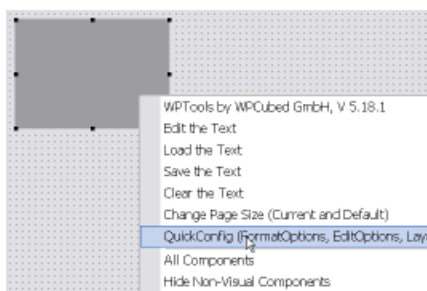 WPTools by WPCubed GmbH, V 5.18.1
Edit the Text
Load the Text
Save the Text
Clear the Text
Change Page Size (Current and Default)
QuickConfig (FormatOptions, EditOptions, Lay
All Components
Hide Non-Visual Components